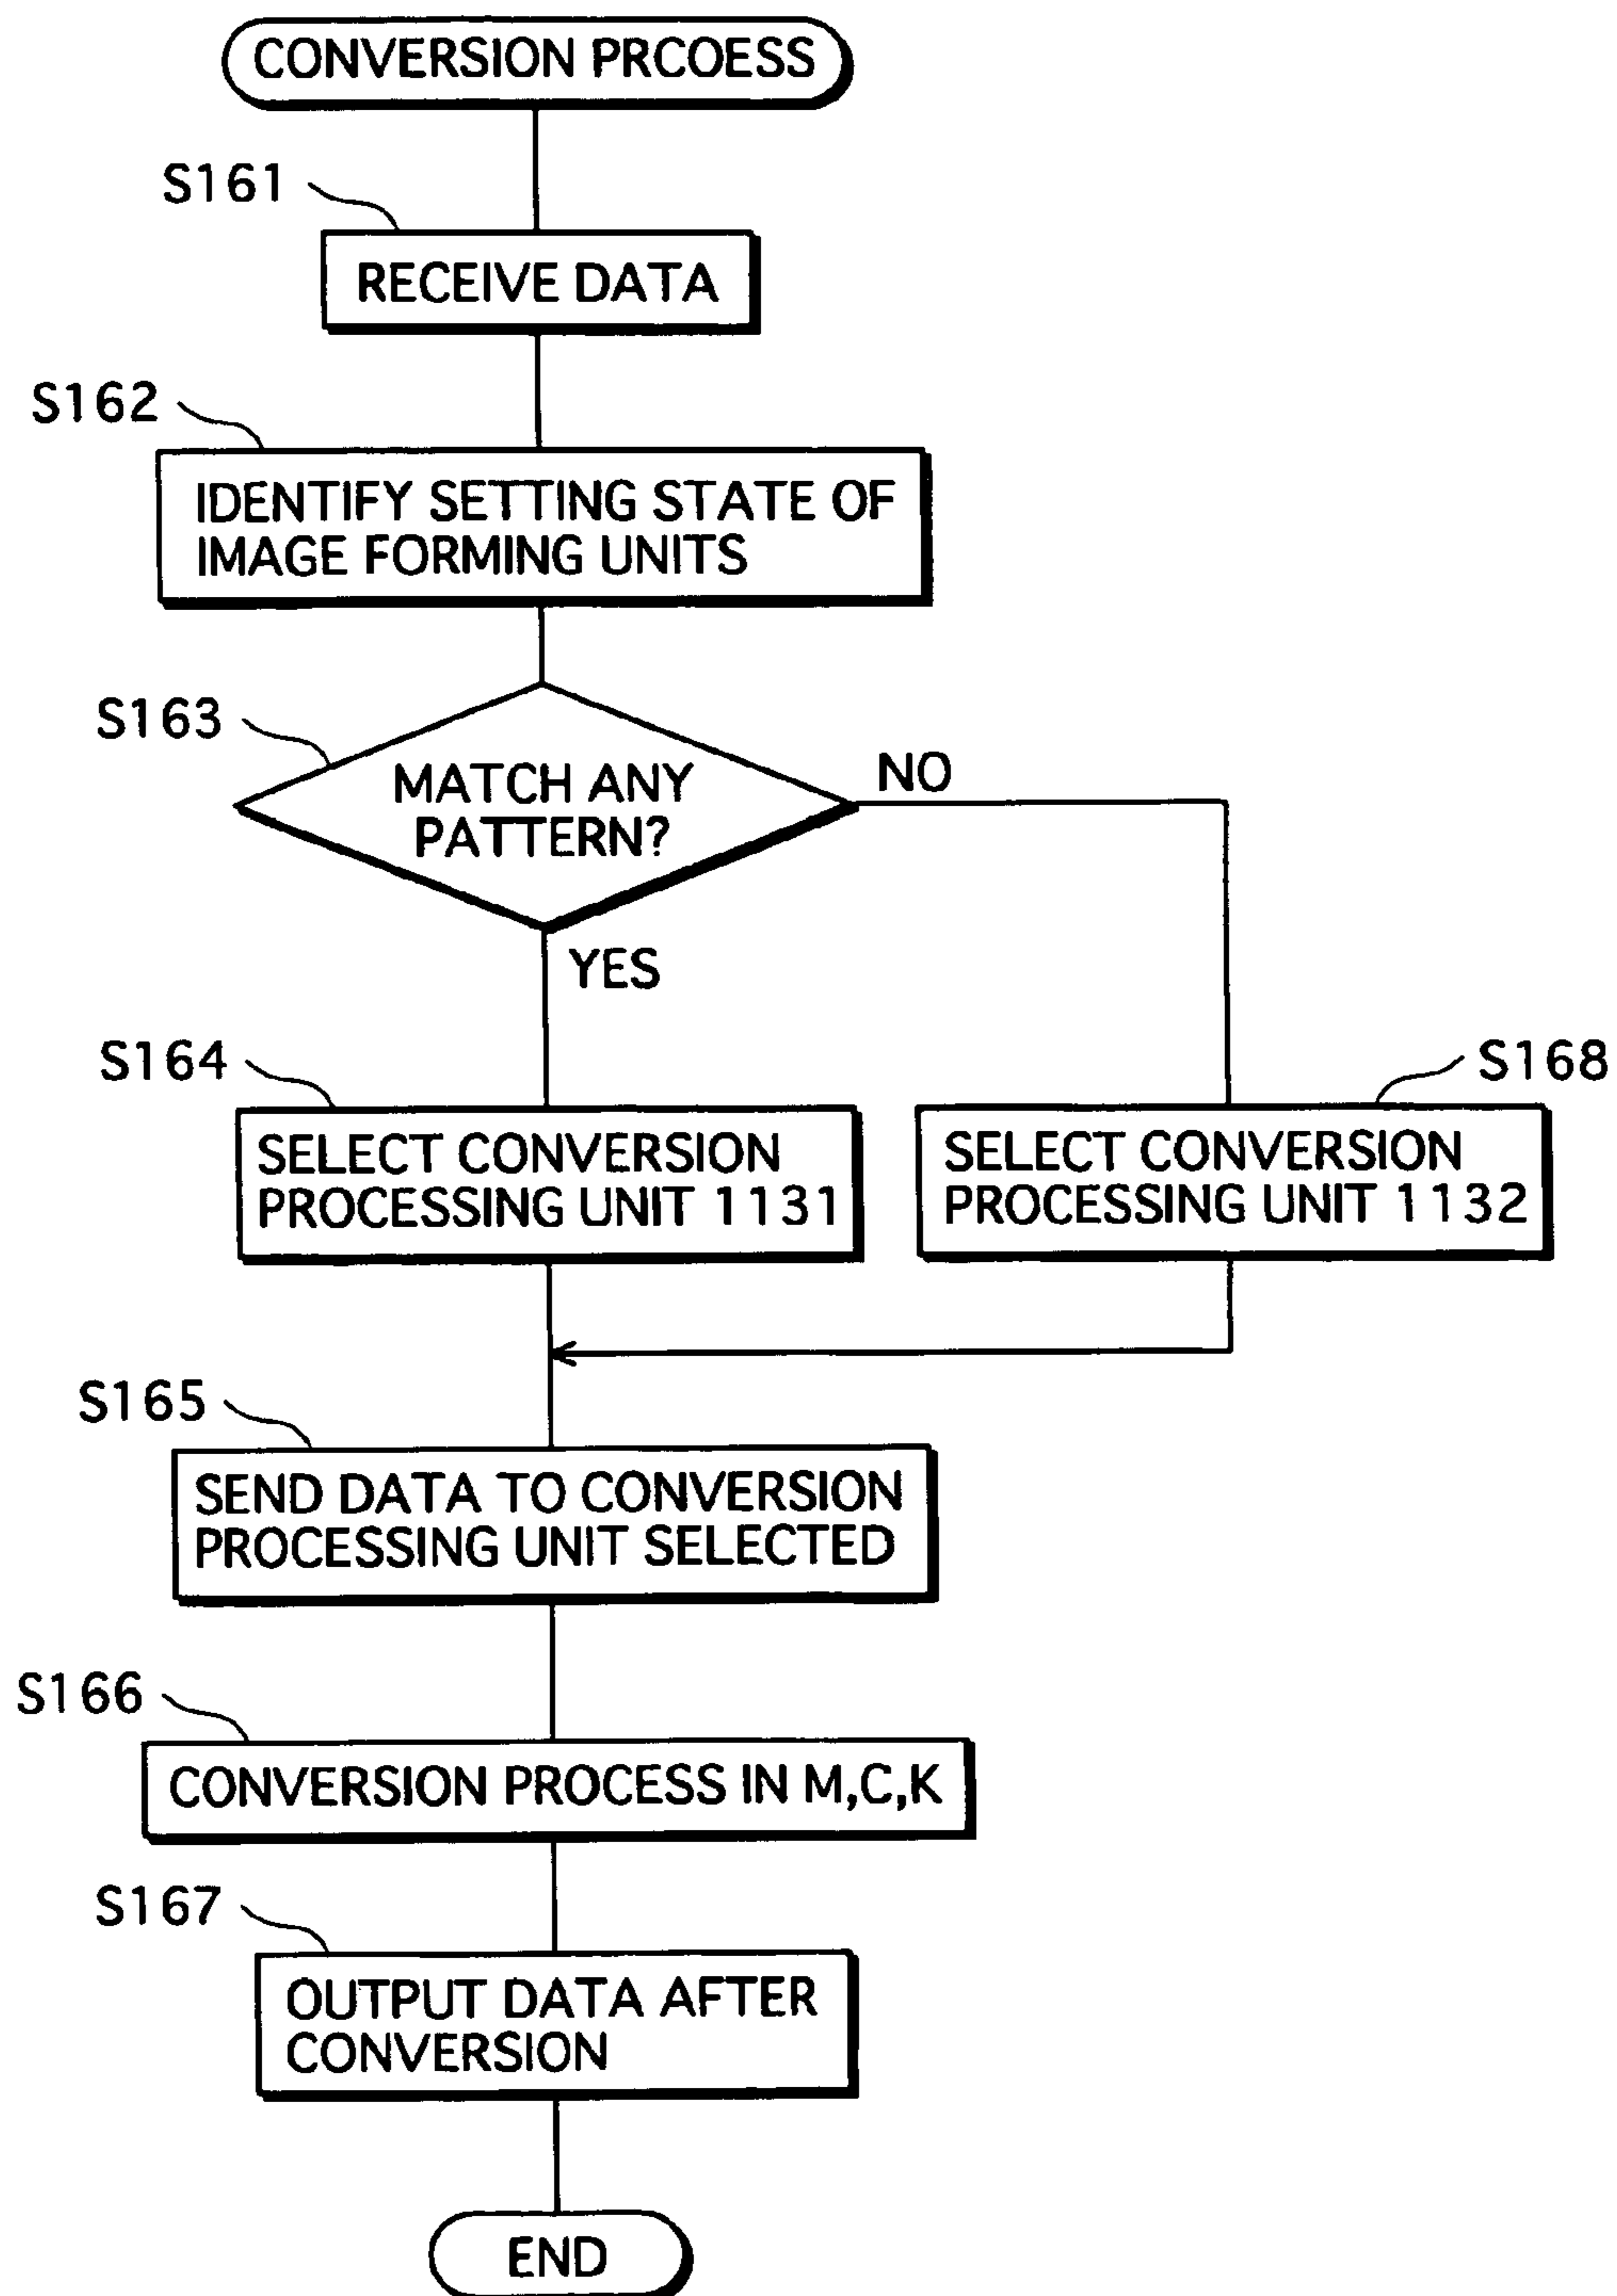 CONVERSION PRCOESS
S161
RECEIVE DATA
S162
IDENTIFY SETTING STATE OF
IMAGE FORMING UNITS
S163
MATCH ANY
PATTERN?
NO
YES
S164
SELECT CONVERSION
PROCESSING UNIT 1131
S168
SELECT CONVERSION
PROCESSING UNIT 1132
S165
SEND DATA TO CONVERSION
PROCESSING UNIT SELECTED
S166
CONVERSION PROCESS IN M,C,K
S167
OUTPUT DATA AFTER
CONVERSION
END